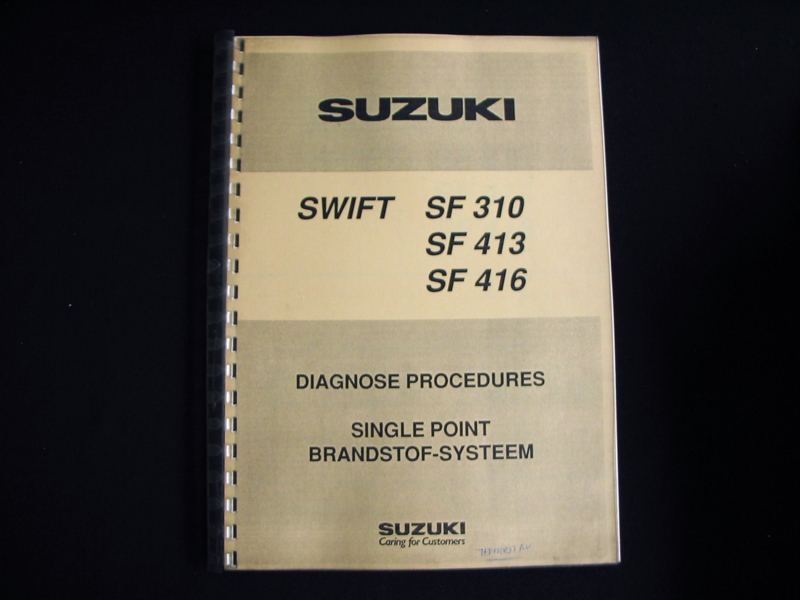 SUZUKI
SWIFT SF 310
SF 413
SF 416
DIAGNOSE PROCEDURES
SINGLE POINT
BRANDSTOF-SYSTEEM
SUZUKI
Caring for Customers